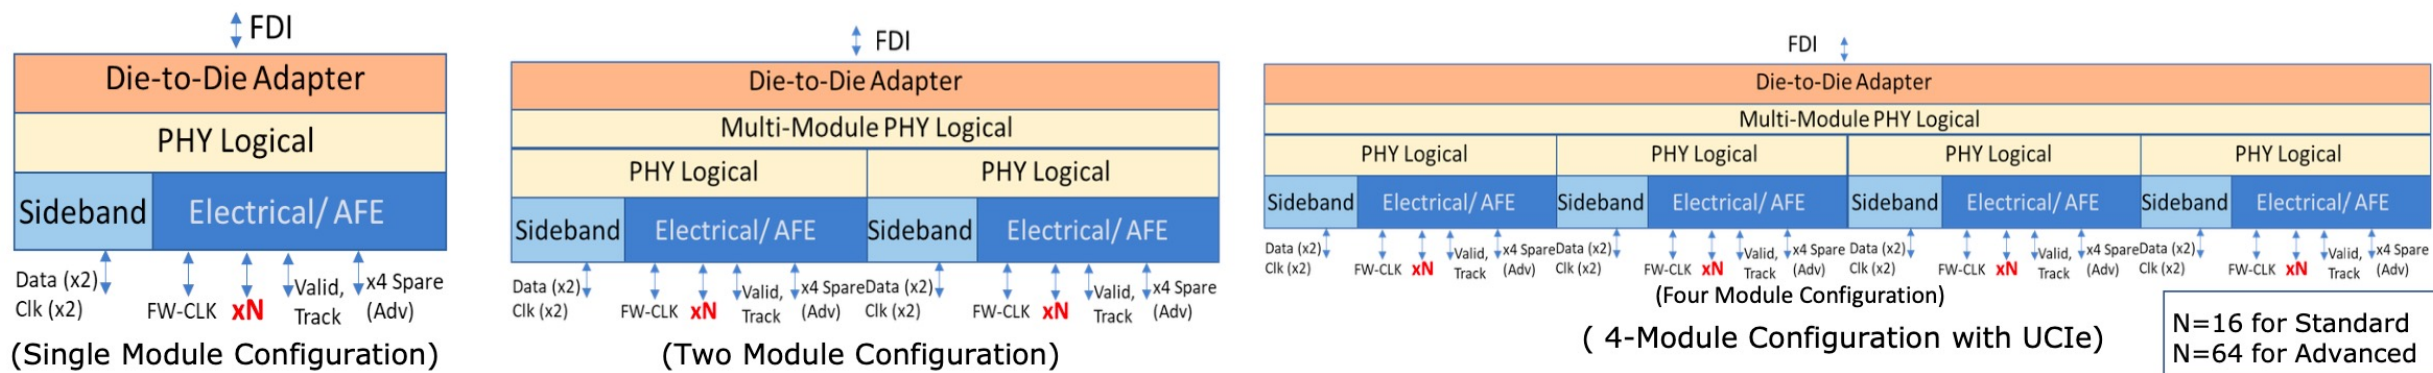 FDI
Die-to-Die Adapter
PHY Logical
Sideband Electrical/ AFE
Data (x2)
Clk (x2)
FW-CLK
xN
Valid,
Track
x4 Spare
(Adv)
(Single Module Configuration)
FDI
Die-to-Die Adapter
Multi-Module PHY Logical
PHY Logical PHY Logical
Sideband Electrical/ AFE Sideband Electrical/ AFE
Data (x2)
Clk (x2)
FW-CLK
xN
Valid,
Track
x4 Spare
(Adv)
Data (x2)
Clk (x2)
FW-CLK
xN
Valid,
Track
x4 Spare
(Adv)
(Two Module Configuration)
FDI
Die-to-Die Adapter
Multi-Module PHY Logical
PHY Logical PHY Logical PHY Logical PHY Logical
Sideband Electrical/ AFE Sideband Electrical/ AFE Sideband Electrical/ AFE Sideband Electrical/ AFE
Data (x2)
Clk (x2)
FW-CLK
xN
Valid,
Track
x4 Spare
(Adv)
Data (x2)
Clk (x2)
FW-CLK
xN
Valid,
Track
x4 Spare
(Adv)
Data (x2)
Clk (x2)
FW-CLK
xN
Valid,
Track
x4 Spare
(Adv)
Data (x2)
Clk (x2)
FW-CLK
xN
Valid,
Track
x4 Spare
(Adv)
(Four Module Configuration)
( 4-Module Configuration with UCIe)
N=16 for Standard
N=64 for Advanced